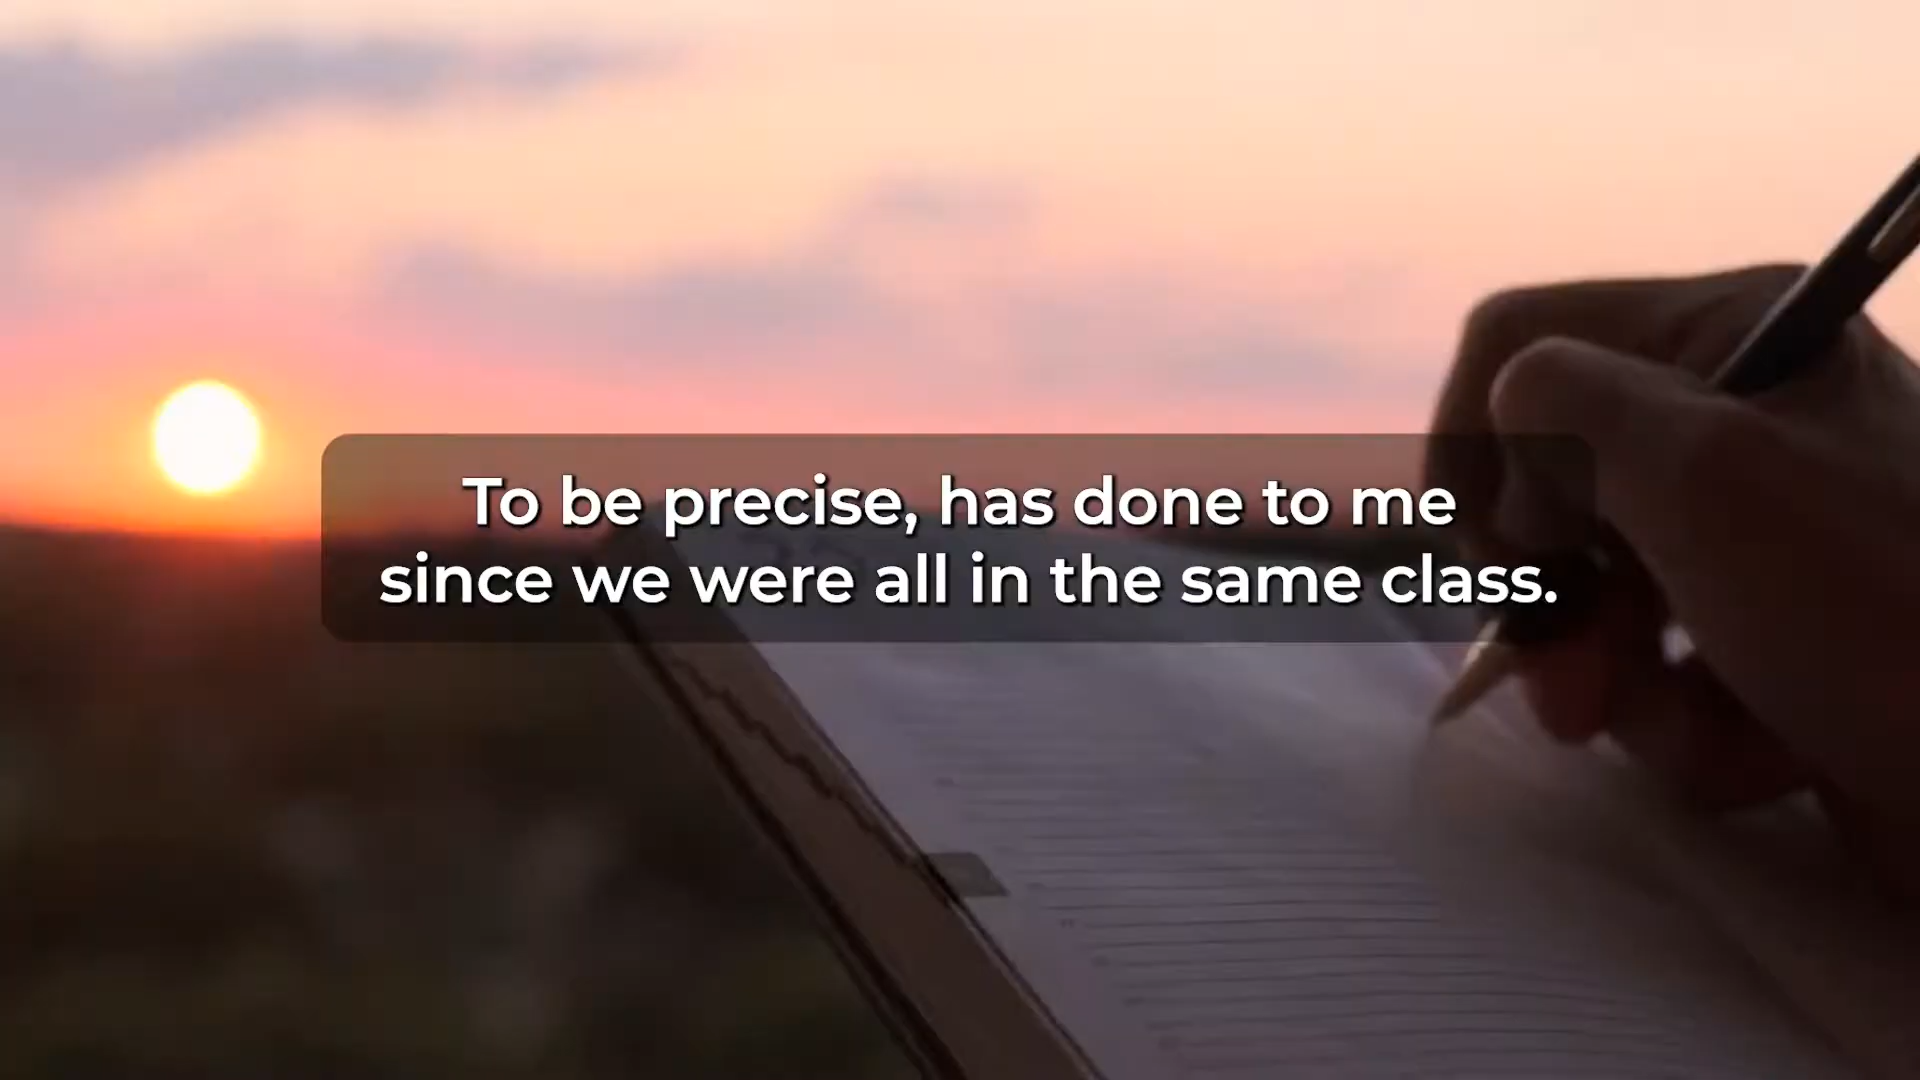 To be precise, has done to me
since we were all in the same class.